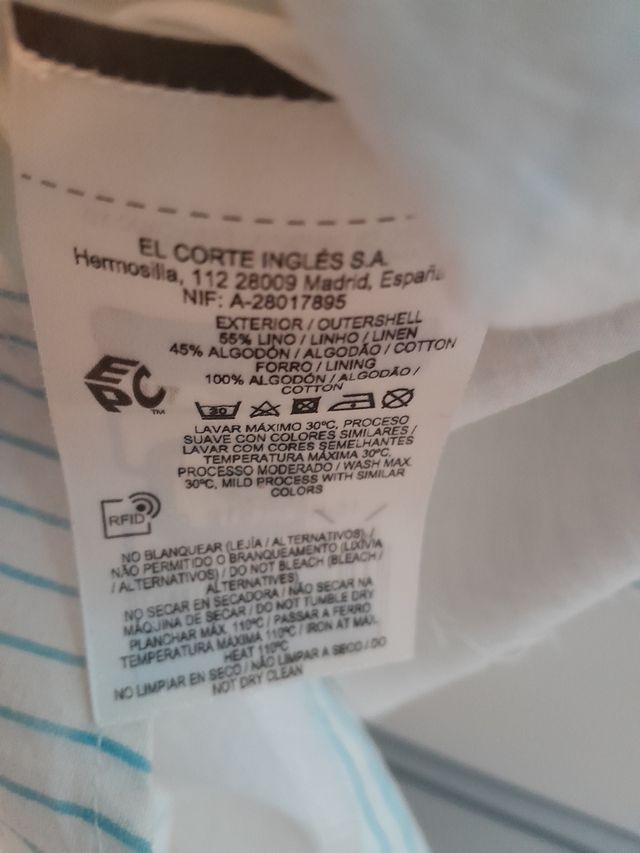 EL CORTE INGLÉS S.A.
Hermosilla, 112 28009 Madrid, España
NIF: A-28017895
EXTERIOR / OUTERSHELL
55% LINO / LINHO / LINEN
45% ALGODÓN / ALGODÃO / COTTON
FORRO / LINING
100% ALGODÓN / ALGODÃO /
COTTON
EPC™
30
LAVAR MÁXIMO 30ºC, PROCESO
SUAVE CON COLORES SIMILARES /
LAVAR COM CORES SEMELHANTES
TEMPERATURA MÁXIMA 30ºC,
PROCESSO MODERADO / WASH MAX.
30ºC, MILD PROCESS WITH SIMILAR
COLORS
RFID
NO BLANQUEAR (LEJÍA / ALTERNATIVOS) /
NÃO PERMITIDO O BRANQUEAMENTO (LIXIVIA
/ ALTERNATIVOS) / DO NOT BLEACH (BLEACH /
ALTERNATIVES)
NO SECAR EN SECADORA / NÃO SECAR NA
MÁQUINA DE SECAR / DO NOT TUMBLE DRY
PLANCHAR MÁX. 110ºC / PASSAR A FERRO
TEMPERATURA MÁXIMA 110ºC / IRON AT MAX.
HEAT 110ºC
NO LIMPIAR EN SECO / NÃO LIMPAR A SECO / DO
NOT DRY CLEAN